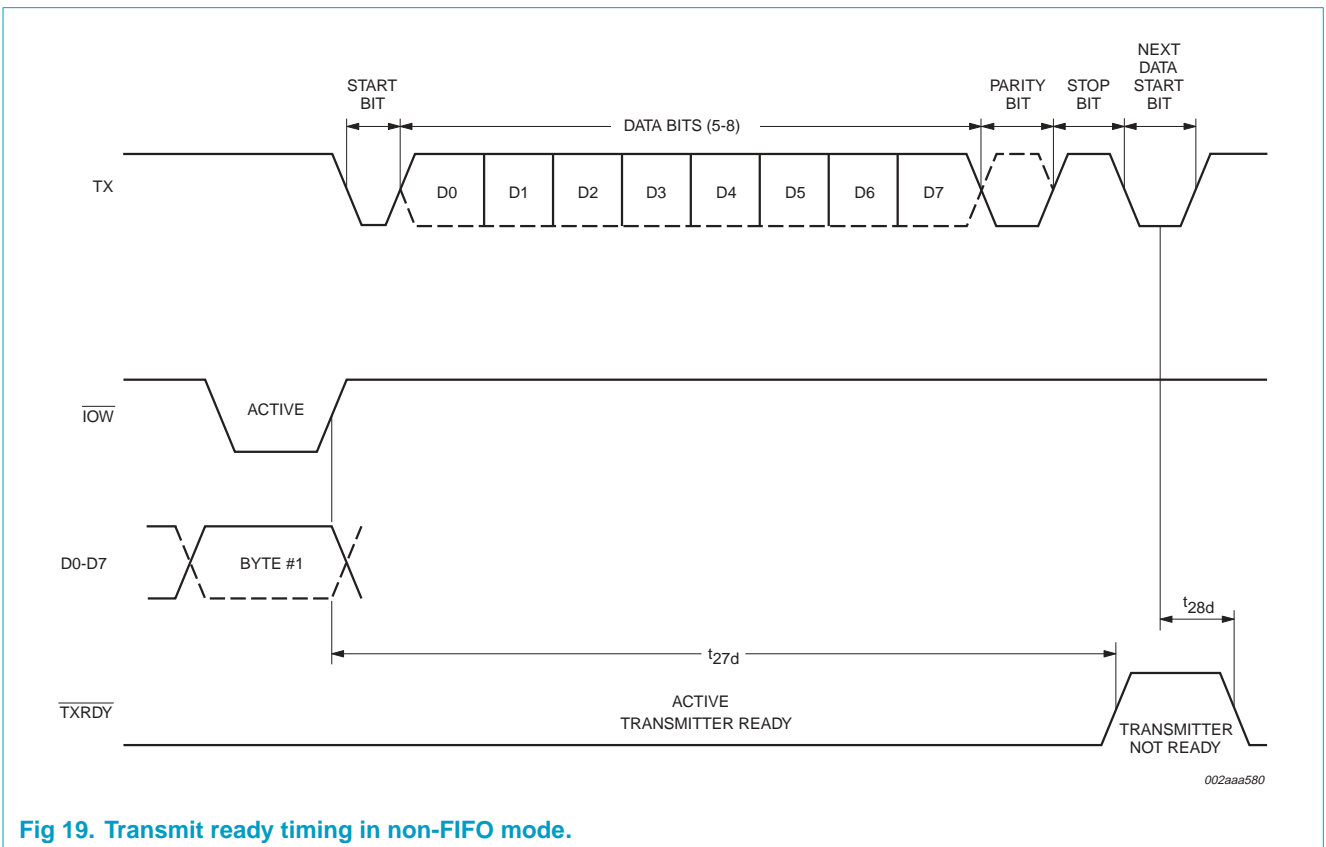 NEXT
DATA
START
BIT
START
BIT
PARITY
BIT
STOP
BIT
DATA BITS (5-8)
TX
D0 D1 D2 D3 D4 D5 D6 D7
IOW
ACTIVE
D0-D7
BYTE #1
t28d
t27d
TXRDY
ACTIVE
TRANSMITTER READY
TRANSMITTER
NOT READY
002aaa580
Fig 19. Transmit ready timing in non-FIFO mode.